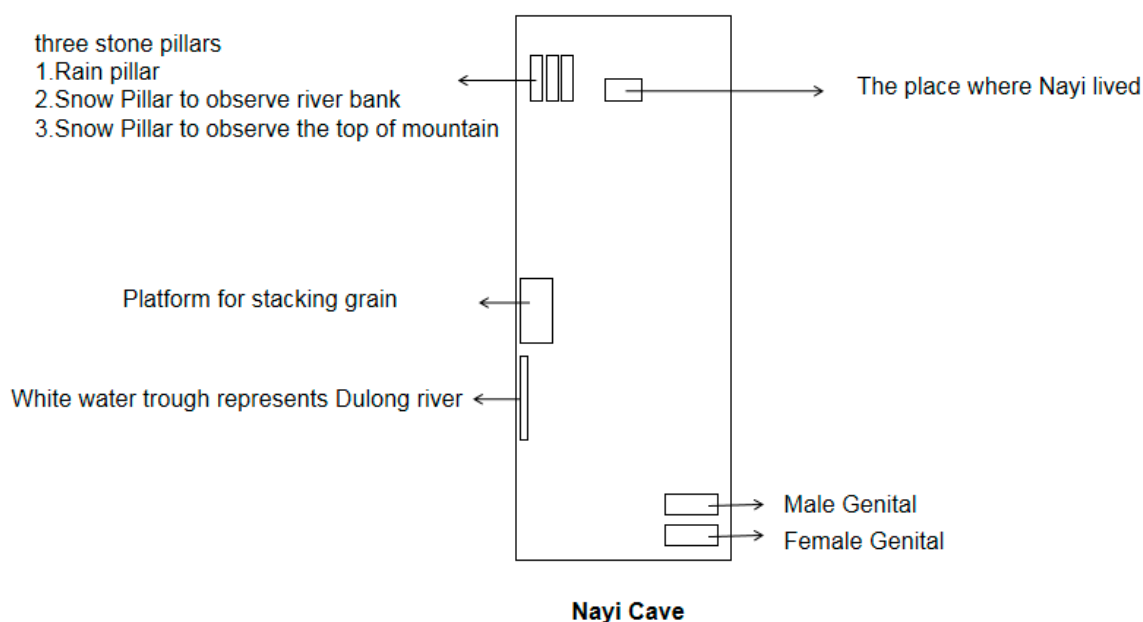 three stone pillars
1.Rain pillar
2.Snow Pillar to observe river bank
3.Snow Pillar to observe the top of mountain
The place where Nayi lived
Platform for stacking grain
White water trough represents Dulong river
Male Genital
Female Genital
Nayi Cave